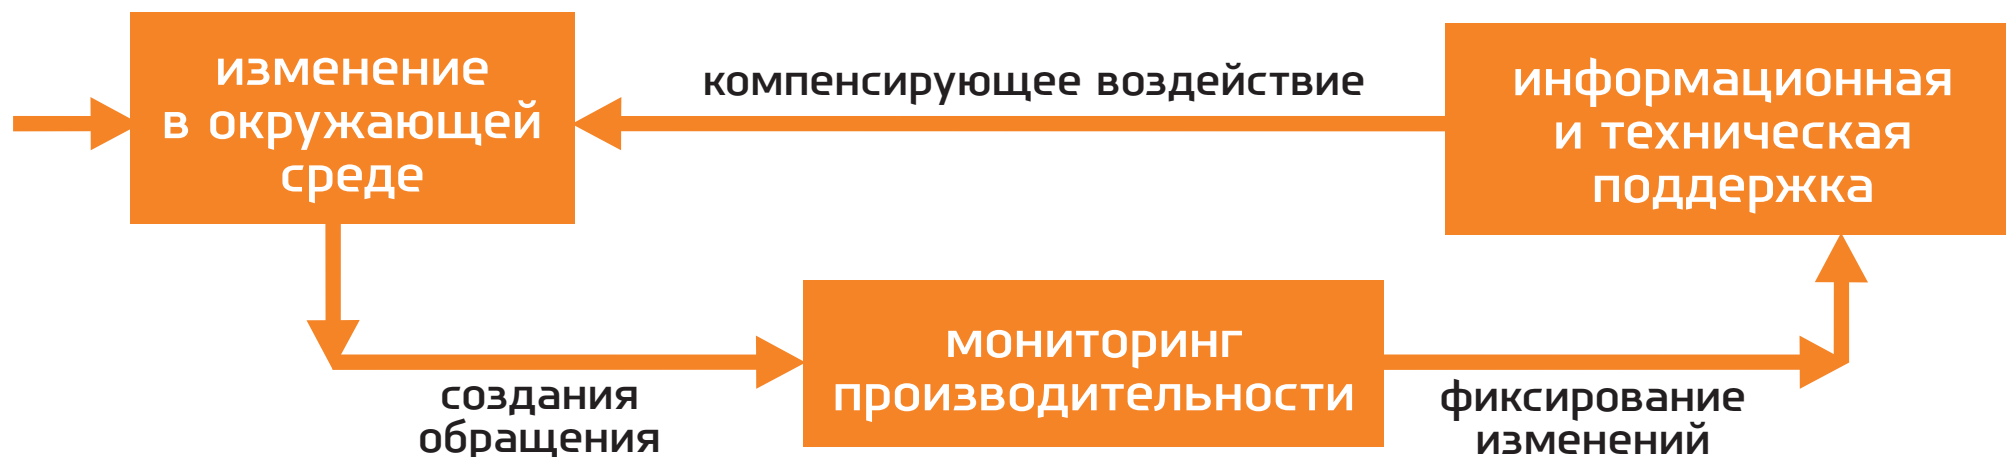 изменение
в окружающей
среде
компенсирующее воздействие
информационная
и техническая
поддержка
создания
обращения
мониторинг
производительности
фиксирование
изменений